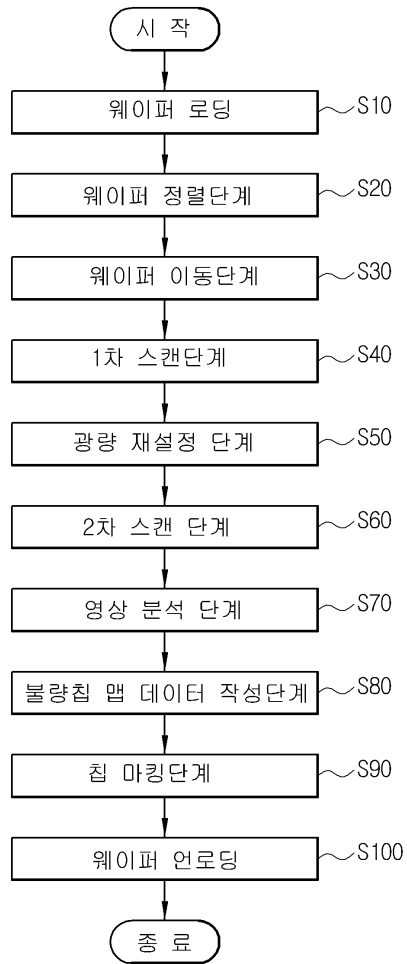 시 작
웨이퍼 로딩 S10
웨이퍼 정렬단계 S20
웨이퍼 이동단계 S30
1차 스캔단계 S40
광량 재설정 단계 S50
2차 스캔 단계 S60
영상 분석 단계 S70
불량칩 맵 데이터 작성단계 S80
칩 마킹단계 S90
웨이퍼 언로딩 S100
종 료